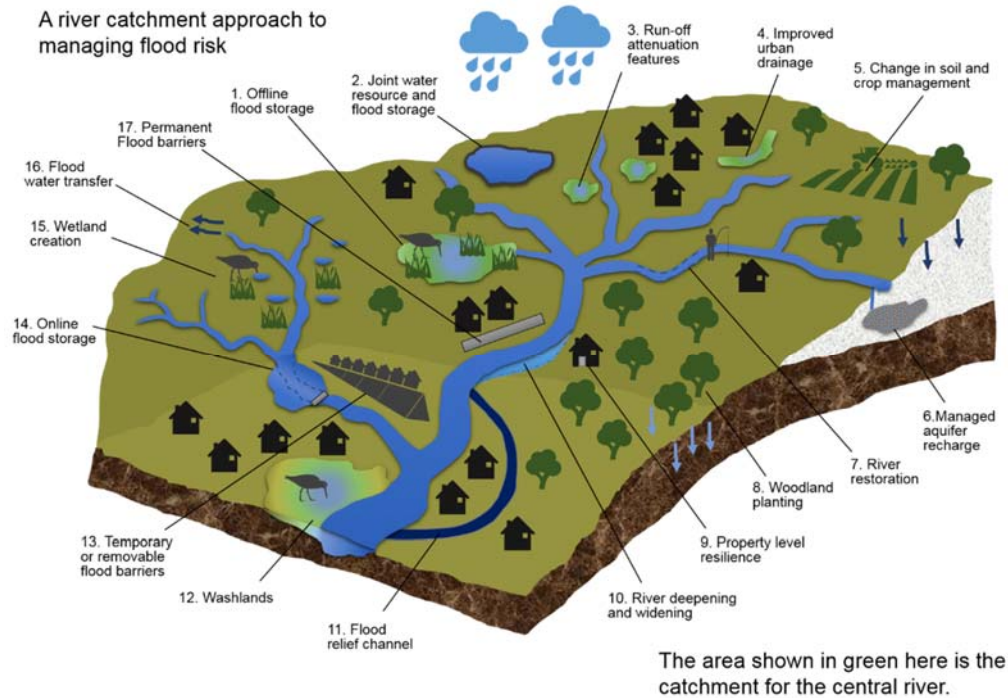 A river catchment approach to
managing flood risk
1. Offline
flood storage
2. Joint water
resource and
flood storage
3. Run-off
attenuation
features
4. Improved
urban
drainage
5. Change in soil and
crop management
17. Permanent
Flood barriers
16. Flood
water transfer
15. Wetland
creation
14. Online
flood storage
13. Temporary
or removable
flood barriers
12. Washlands
11. Flood
relief channel
10. River deepening
and widening
9. Property level
resilience
8. Woodland
planting
7. River
restoration
6.Managed
aquifer
recharge
The area shown in green here is the
catchment for the central river.